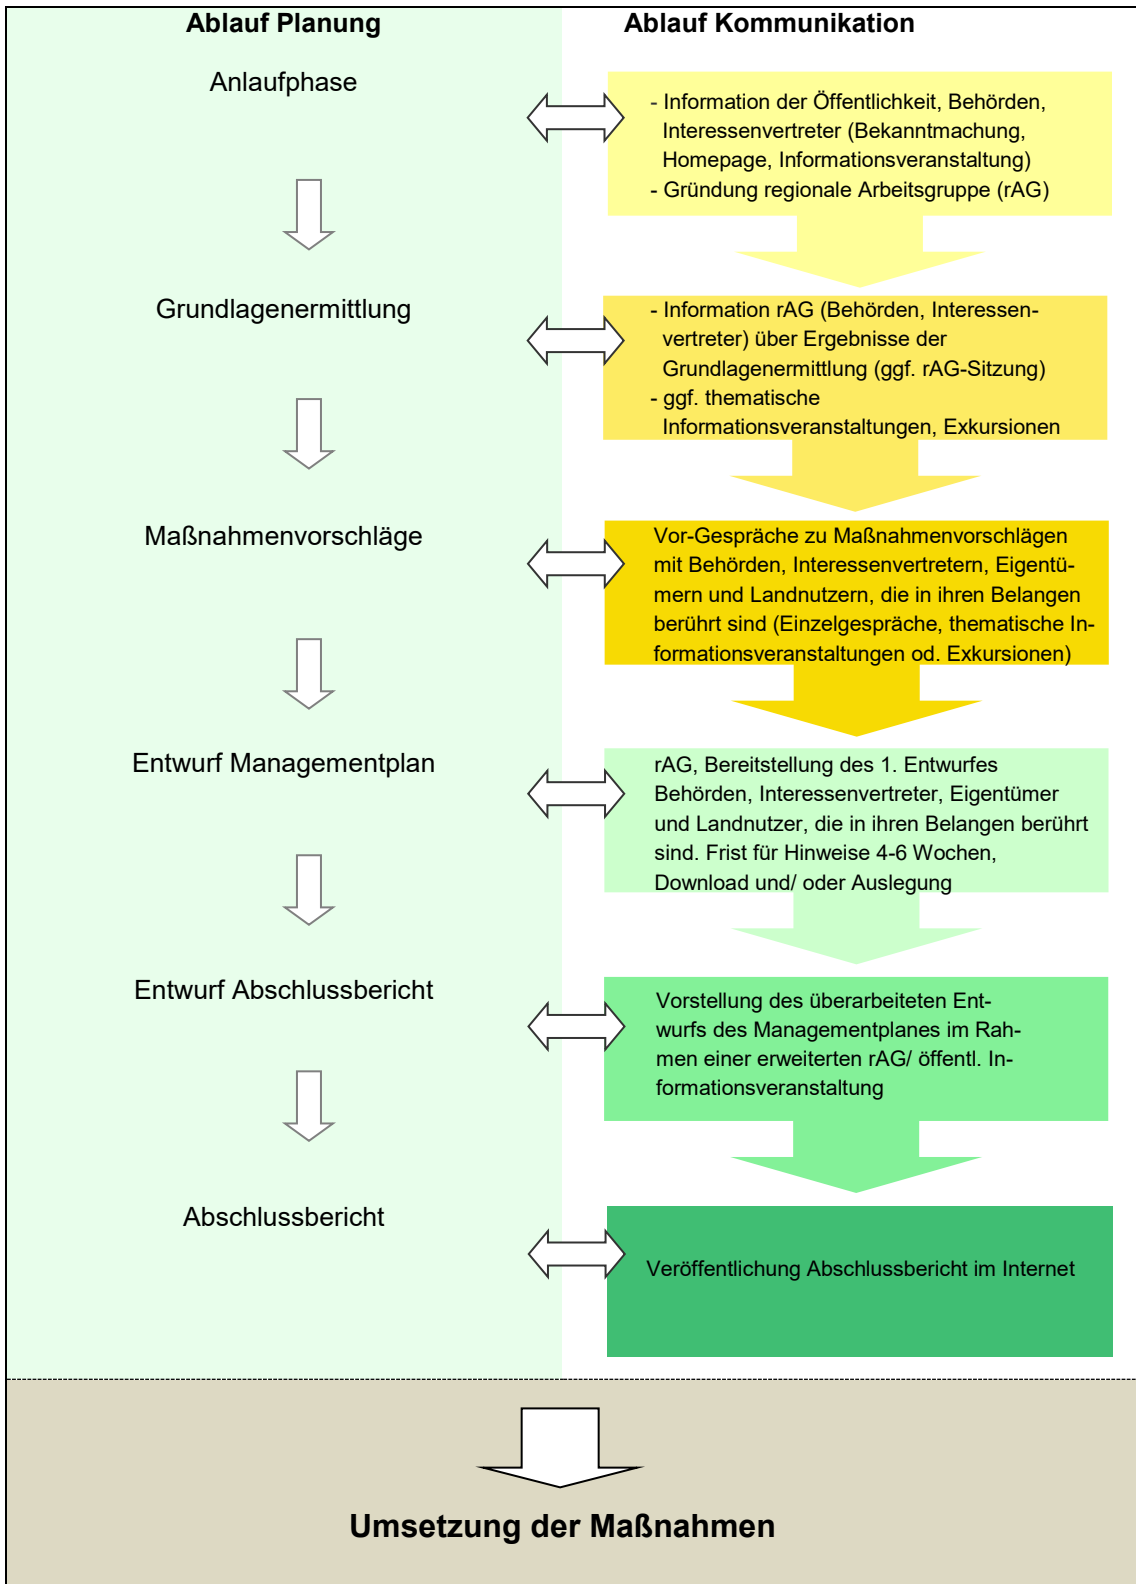 Ablauf Planung
Ablauf Kommunikation
Anlaufphase
- Information der Öffentlichkeit, Behörden,
Interessenvertreter (Bekanntmachung,
Homepage, Informationsveranstaltung)
- Gründung regionale Arbeitsgruppe (rAG)
Grundlagenermittlung
- Information rAG (Behörden, Interessen-
vertreter) über Ergebnisse der
Grundlagenermittlung (ggf. rAG-Sitzung)
- ggf. thematische
Informationsveranstaltungen, Exkursionen
Maßnahmenvorschläge
Vor-Gespräche zu Maßnahmenvorschlägen
mit Behörden, Interessenvertretern, Eigentü-
mern und Landnutzern, die in ihren Belangen
berührt sind (Einzelgespräche, thematische In-
formationsveranstaltungen od. Exkursionen)
Entwurf Managementplan
rAG, Bereitstellung des 1. Entwurfes
Behörden, Interessenvertreter, Eigentümer
und Landnutzer, die in ihren Belangen berührt
sind. Frist für Hinweise 4-6 Wochen,
Download und/ oder Auslegung
Entwurf Abschlussbericht
Vorstellung des überarbeiteten Ent-
wurfs des Managementplanes im Rah-
men einer erweiterten rAG/ öffentl. In-
formationsveranstaltung
Abschlussbericht
Veröffentlichung Abschlussbericht im Internet
Umsetzung der Maßnahmen